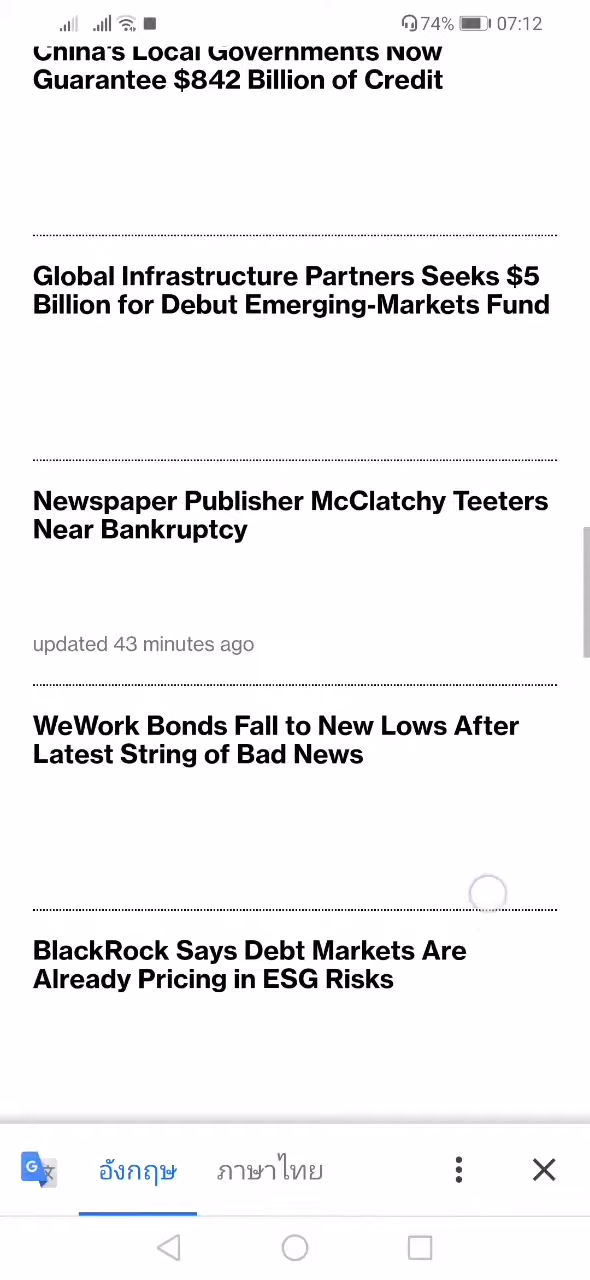 74% 07:12
China's Local Governments Now
Guarantee $842 Billion of Credit
Global Infrastructure Partners Seeks $5
Billion for Debut Emerging-Markets Fund
Newspaper Publisher McClatchy Teeters
Near Bankruptcy
updated 43 minutes ago
WeWork Bonds Fall to New Lows After
Latest String of Bad News
BlackRock Says Debt Markets Are
Already Pricing in ESG Risks
G 文 อังกฤษ ภาษาไทย